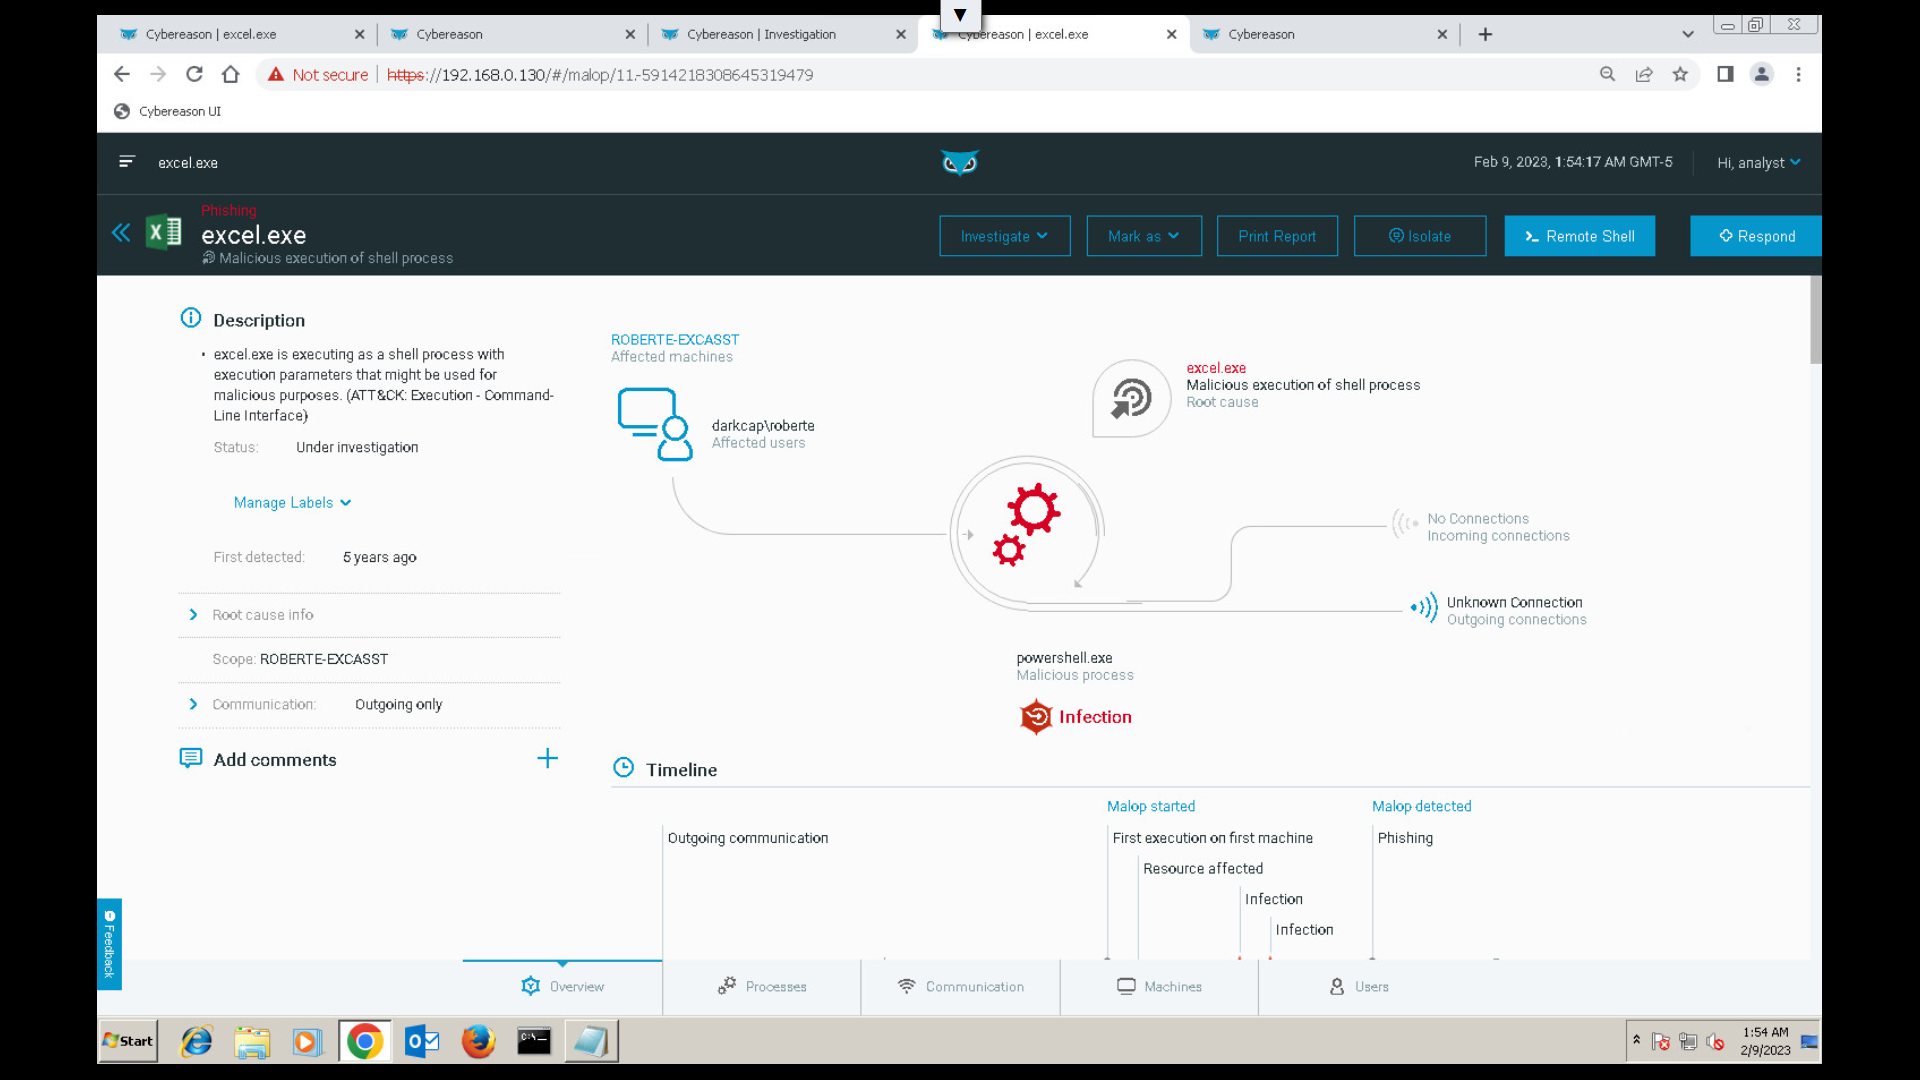 Cybereason | excel.exe
Cybereason
Cybereason | Investigation
Cybereason | excel.exe
Cybereason
Not secure
https://192.168.0.130/#/malop/11.-5914218308645319479
Cybereason UI
excel.exe
Feb 9, 2023, 1:54:17 AM GMT-5
Hi, analyst
Phishing
excel.exe
Malicious execution of shell process
Investigate
Mark as
Print Report
Isolate
Remote Shell
Respond
Description
• excel.exe is executing as a shell process with
execution parameters that might be used for
malicious purposes. (ATT&CK: Execution - Command-
Line Interface)
Status: Under investigation
Manage Labels
First detected: 5 years ago
Root cause info
Scope: ROBERTE-EXCASST
Communication: Outgoing only
Add comments
ROBERTE-EXCASST
Affected machines
darkcap\roberte
Affected users
excel.exe
Malicious execution of shell process
Root cause
No Connections
Incoming connections
Unknown Connection
Outgoing connections
powershell.exe
Malicious process
Infection
Timeline
Malop started
Malop detected
Outgoing communication
First execution on first machine
Phishing
Resource affected
Infection
Infection
Feedback
Overview
Processes
Communication
Machines
Users
Start
C:\_
1:54 AM
2/9/2023